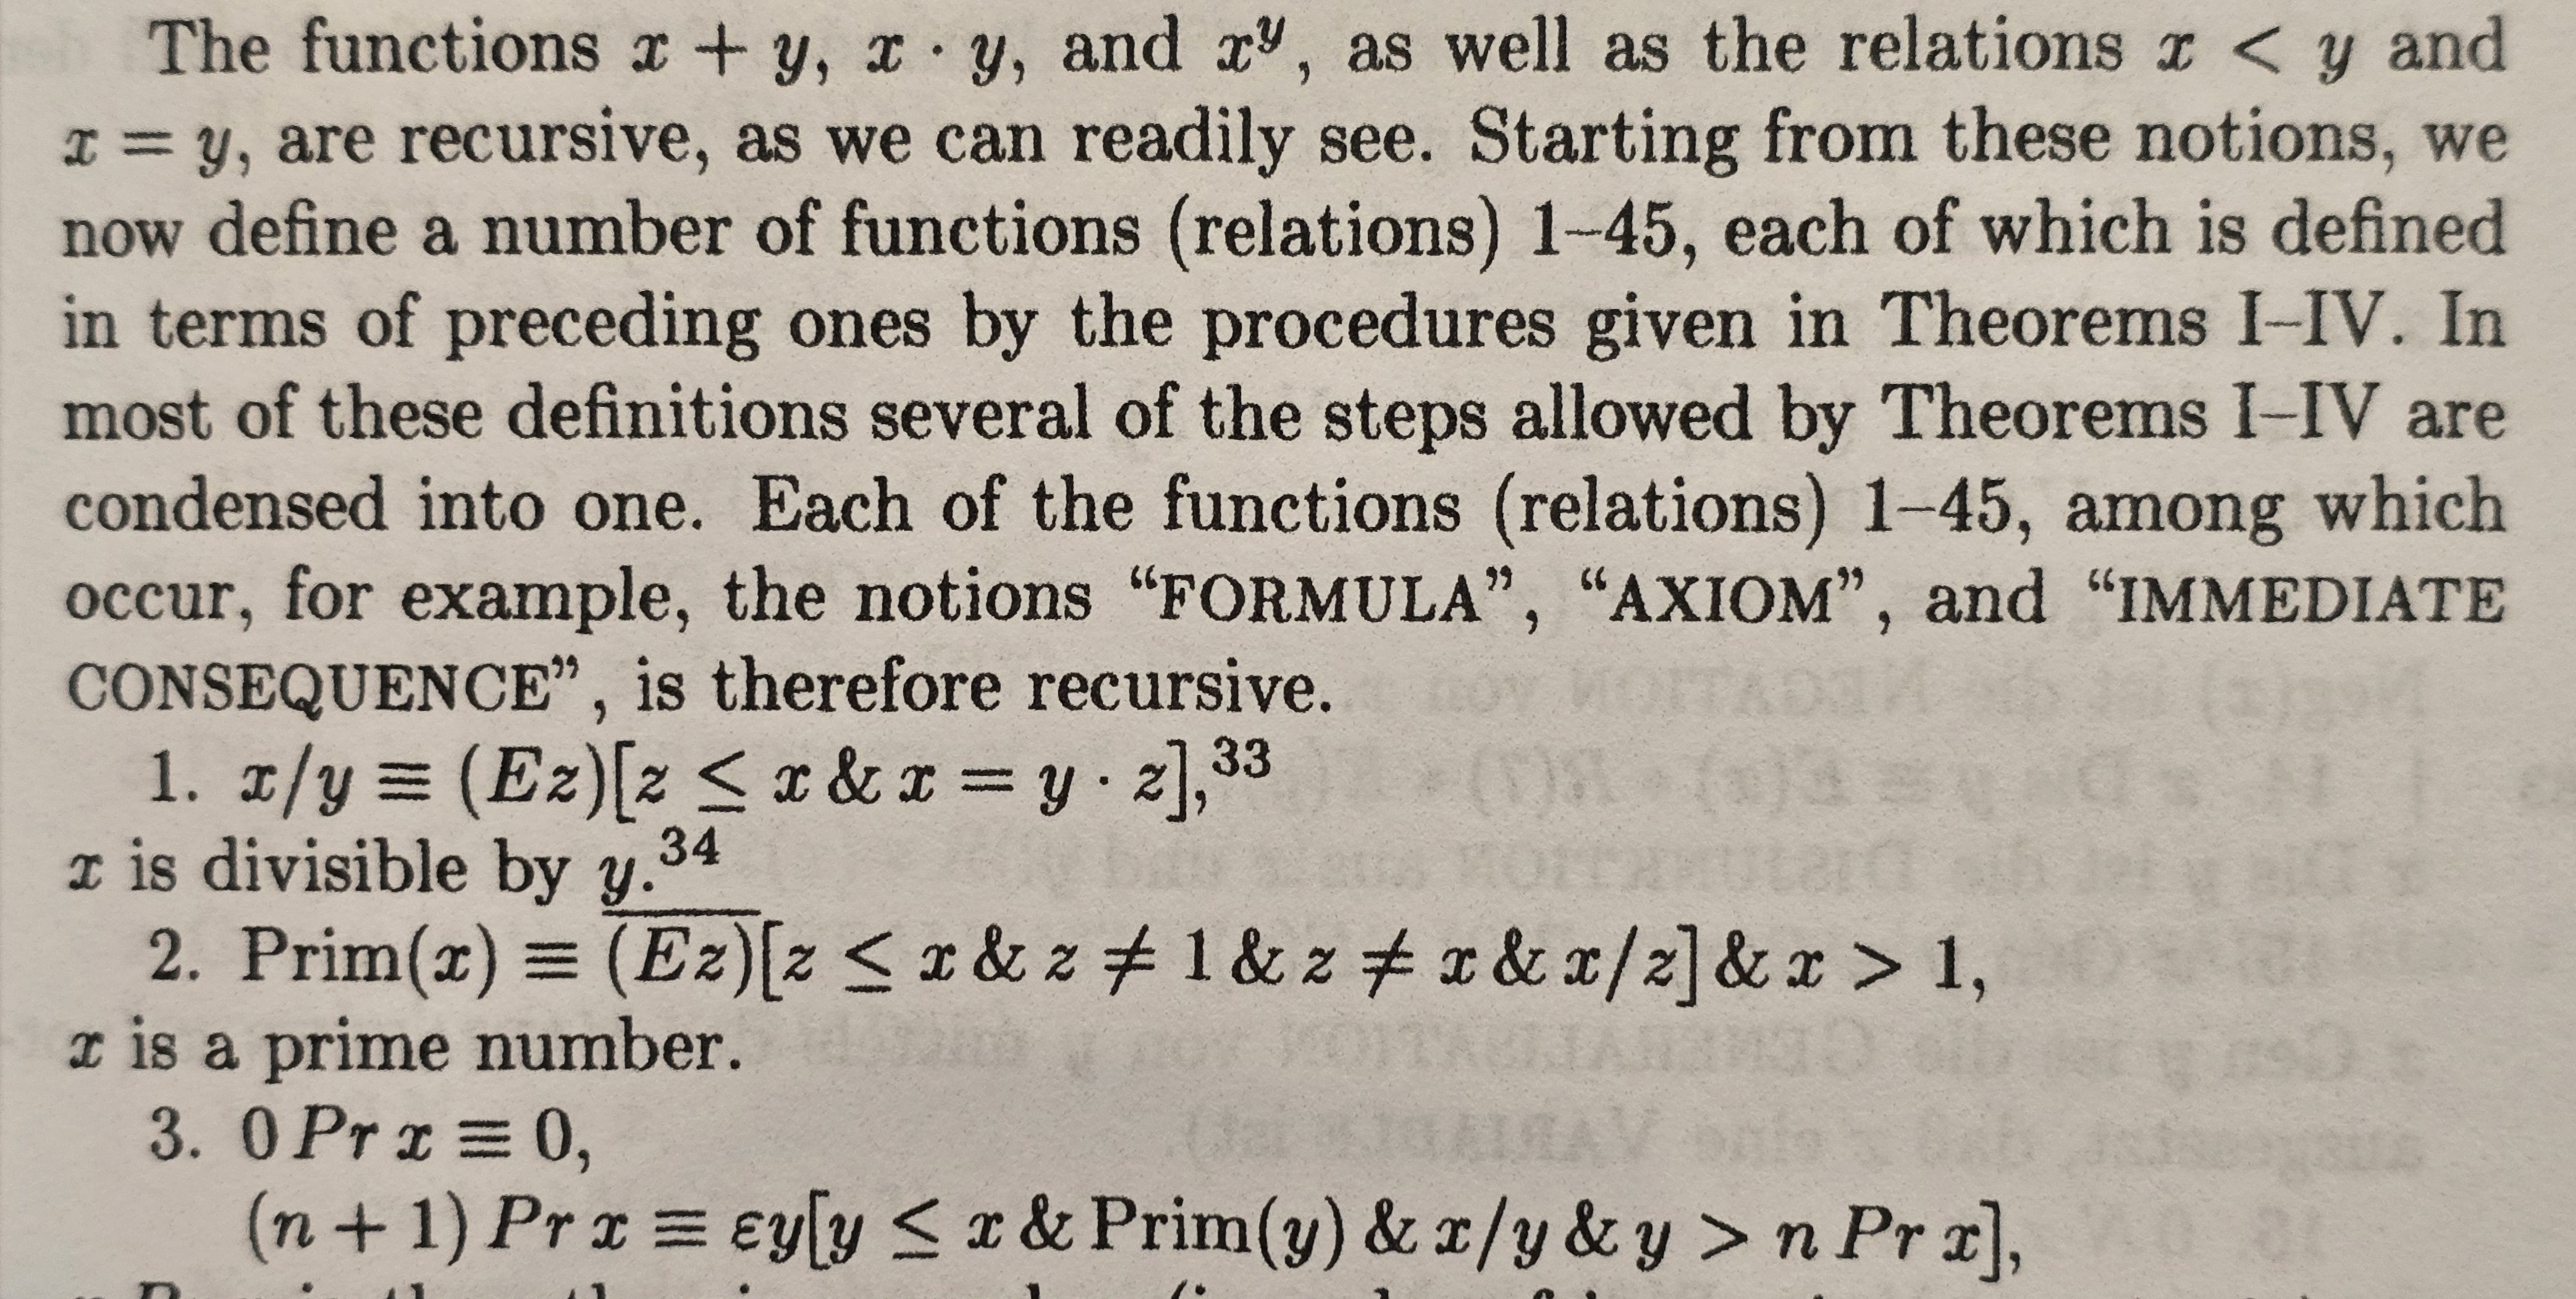 The functions x + y, x · y, and xʸ, as well as the relations x < y and
x = y, are recursive, as we can readily see. Starting from these notions, we
now define a number of functions (relations) 1–45, each of which is defined
in terms of preceding ones by the procedures given in Theorems I–IV. In
most of these definitions several of the steps allowed by Theorems I–IV are
condensed into one. Each of the functions (relations) 1–45, among which
occur, for example, the notions “FORMULA”, “AXIOM”, and “IMMEDIATE
CONSEQUENCE”, is therefore recursive.
1. x/y ≡ (Ez)[z ≤ x & x = y · z],³³
x is divisible by y.³⁴
2. Prim(x) ≡ (E̅z̅)[z ≤ x & z ≠ 1 & z ≠ x & x/z] & x > 1,
x is a prime number.
3. 0 Pr x ≡ 0,
(n + 1) Pr x ≡ εy[y ≤ x & Prim(y) & x/y & y > n Pr x],